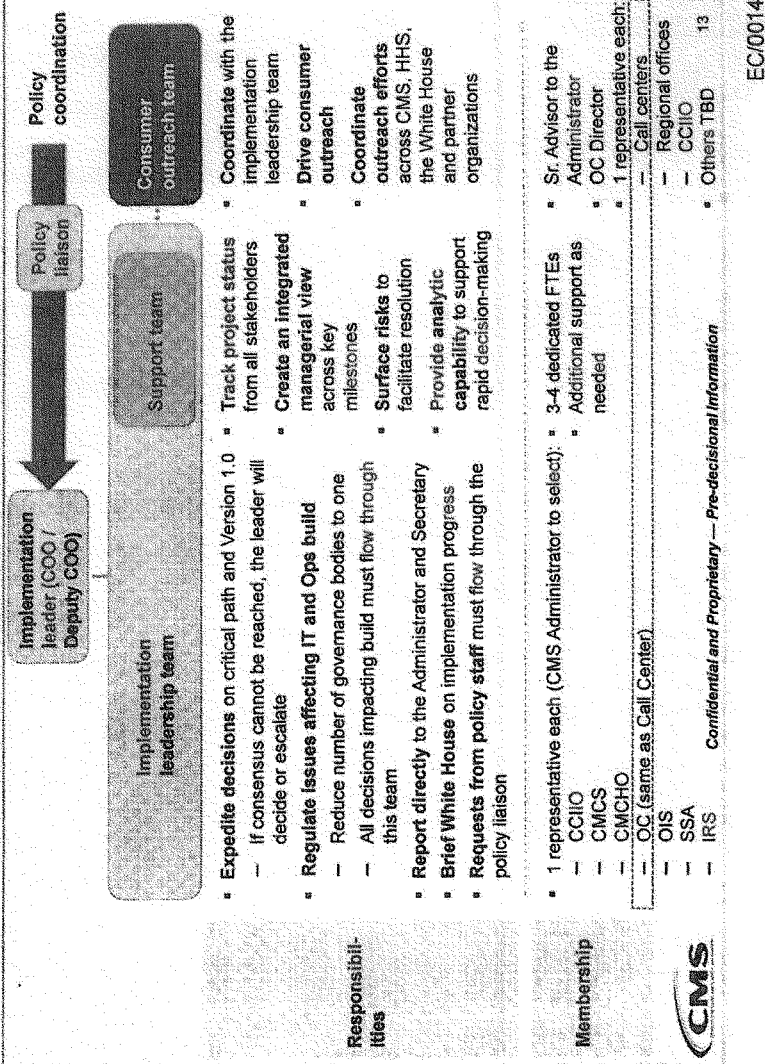 Implementation
leader (COO /
Deputy COO)
Policy
liaison
Policy
coordination
Implementation
leadership team
Support team
Consumer
outreach team
Responsibil-
ities
▪ Expedite decisions on critical path and Version 1.0
– If consensus cannot be reached, the leader will
decide or escalate
▪ Regulate issues affecting IT and Ops build
– Reduce number of governance bodies to one
– All decisions impacting build must flow through
this team
▪ Report directly to the Administrator and Secretary
▪ Brief White House on implementation progress
▪ Requests from policy staff must flow through the
policy liaison
▪ Track project status
from all stakeholders
▪ Create an integrated
managerial view
across key
milestones
▪ Surface risks to
facilitate resolution
▪ Provide analytic
capability to support
rapid decision-making
▪ Coordinate with the
implementation
leadership team
▪ Drive consumer
outreach
▪ Coordinate
outreach efforts
across CMS, HHS,
the White House
and partner
organizations
Membership
▪ 1 representative each (CMS Administrator to select):
– CCIIO
– CMCS
– CMCHO
– OC (same as Call Center)
– OIS
– SSA
– IRS
▪ 3-4 dedicated FTEs
▪ Additional support as
needed
▪ Sr. Advisor to the
Administrator
▪ OC Director
▪ 1 representative each:
– Call centers
– Regional offices
– CCIIO
▪ Others TBD
CMS
Confidential and Proprietary — Pre-decisional Information
13
EC/0014